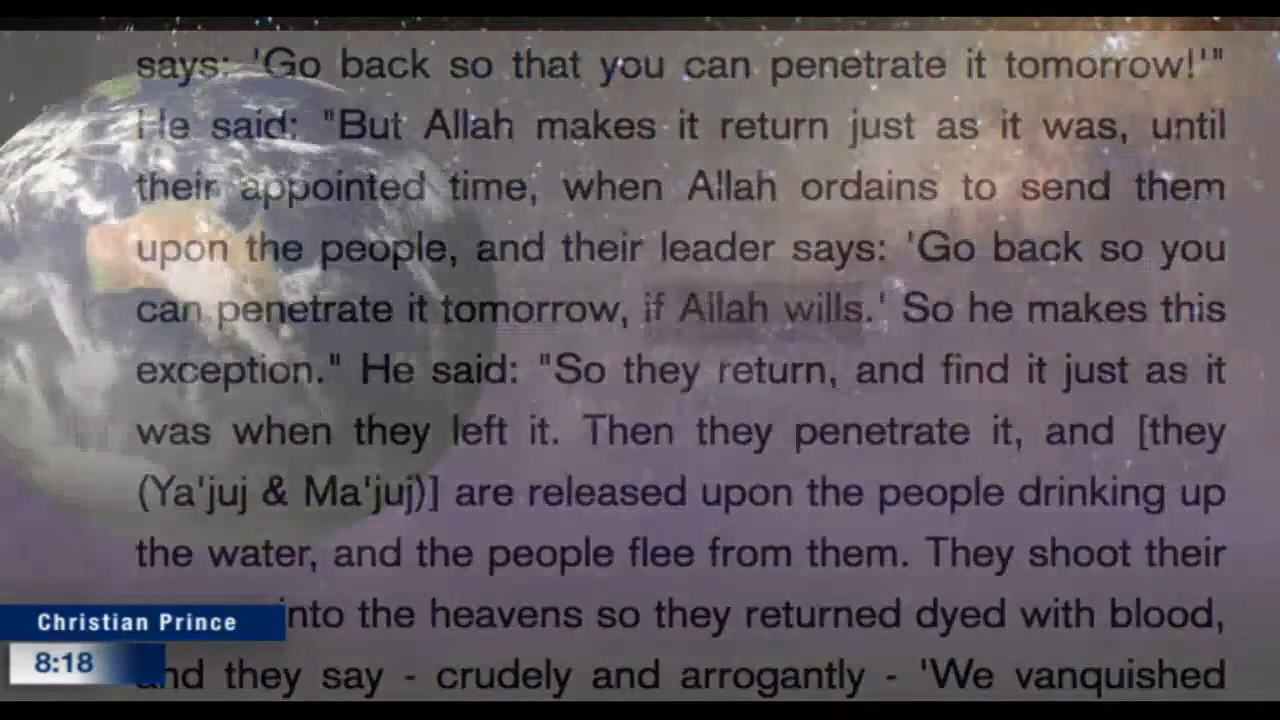 says: 'Go back so that you can penetrate it tomorrow!'"
He said: "But Allah makes it return just as it was, until
their appointed time, when Allah ordains to send them
upon the people, and their leader says: 'Go back so you
can penetrate it tomorrow, if Allah wills.' So he makes this
exception." He said: "So they return, and find it just as it
was when they left it. Then they penetrate it, and [they
(Ya'juj & Ma'juj)] are released upon the people drinking up
the water, and the people flee from them. They shoot their
into the heavens so they returned dyed with blood,
and they say - crudely and arrogantly - 'We vanquished
Christian Prince
8:18